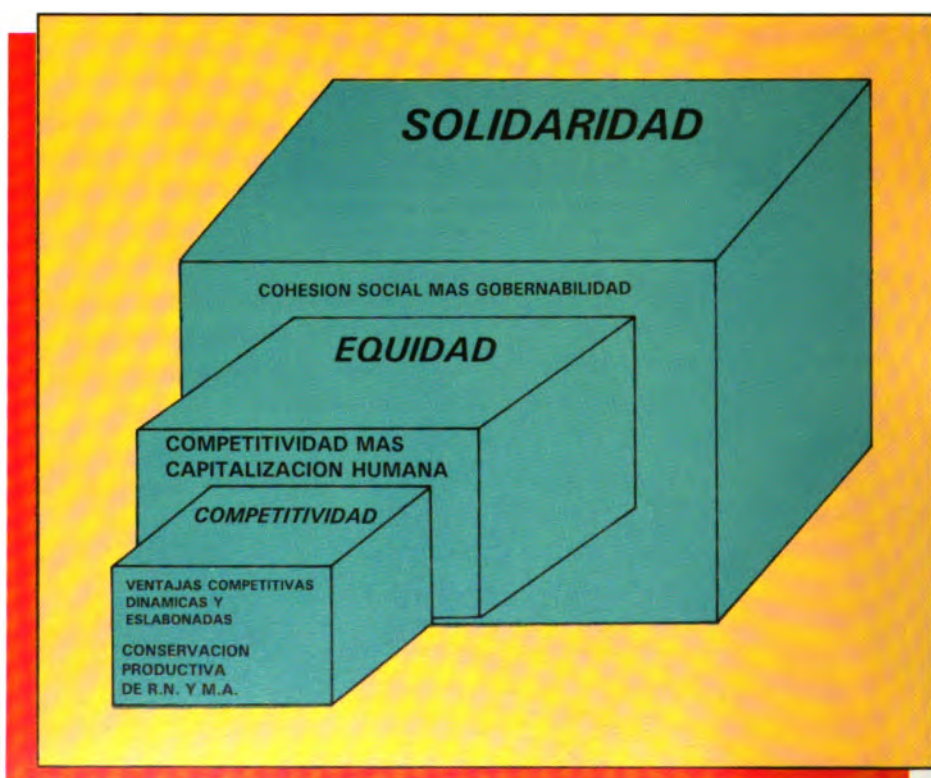 SOLIDARIDAD
COHESION SOCIAL MAS GOBERNABILIDAD
EQUIDAD
COMPETITIVIDAD MAS
CAPITALIZACION HUMANA
COMPETITIVIDAD
VENTAJAS COMPETITIVAS
DINAMICAS Y
ESLABONADAS
CONSERVACION
PRODUCTIVA
DE R.N. Y M.A.